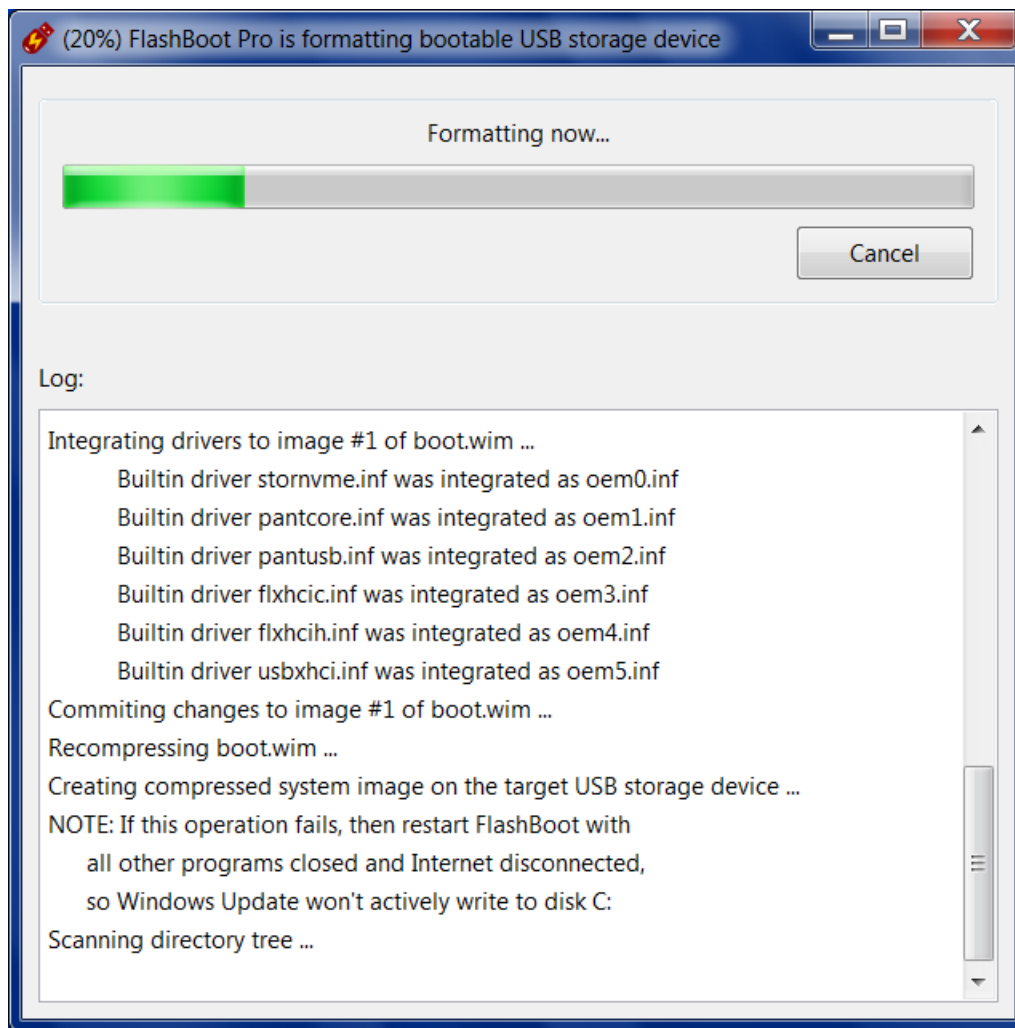 (20%) FlashBoot Pro is formatting bootable USB storage device
Formatting now...
Cancel
Log:
Integrating drivers to image #1 of boot.wim ...
Builtin driver stornvme.inf was integrated as oem0.inf
Builtin driver pantcore.inf was integrated as oem1.inf
Builtin driver pantusb.inf was integrated as oem2.inf
Builtin driver flxhcic.inf was integrated as oem3.inf
Builtin driver flxhcih.inf was integrated as oem4.inf
Builtin driver usbxhci.inf was integrated as oem5.inf
Commiting changes to image #1 of boot.wim ...
Recompressing boot.wim ...
Creating compressed system image on the target USB storage device ...
NOTE: If this operation fails, then restart FlashBoot with
all other programs closed and Internet disconnected,
so Windows Update won't actively write to disk C:
Scanning directory tree ...